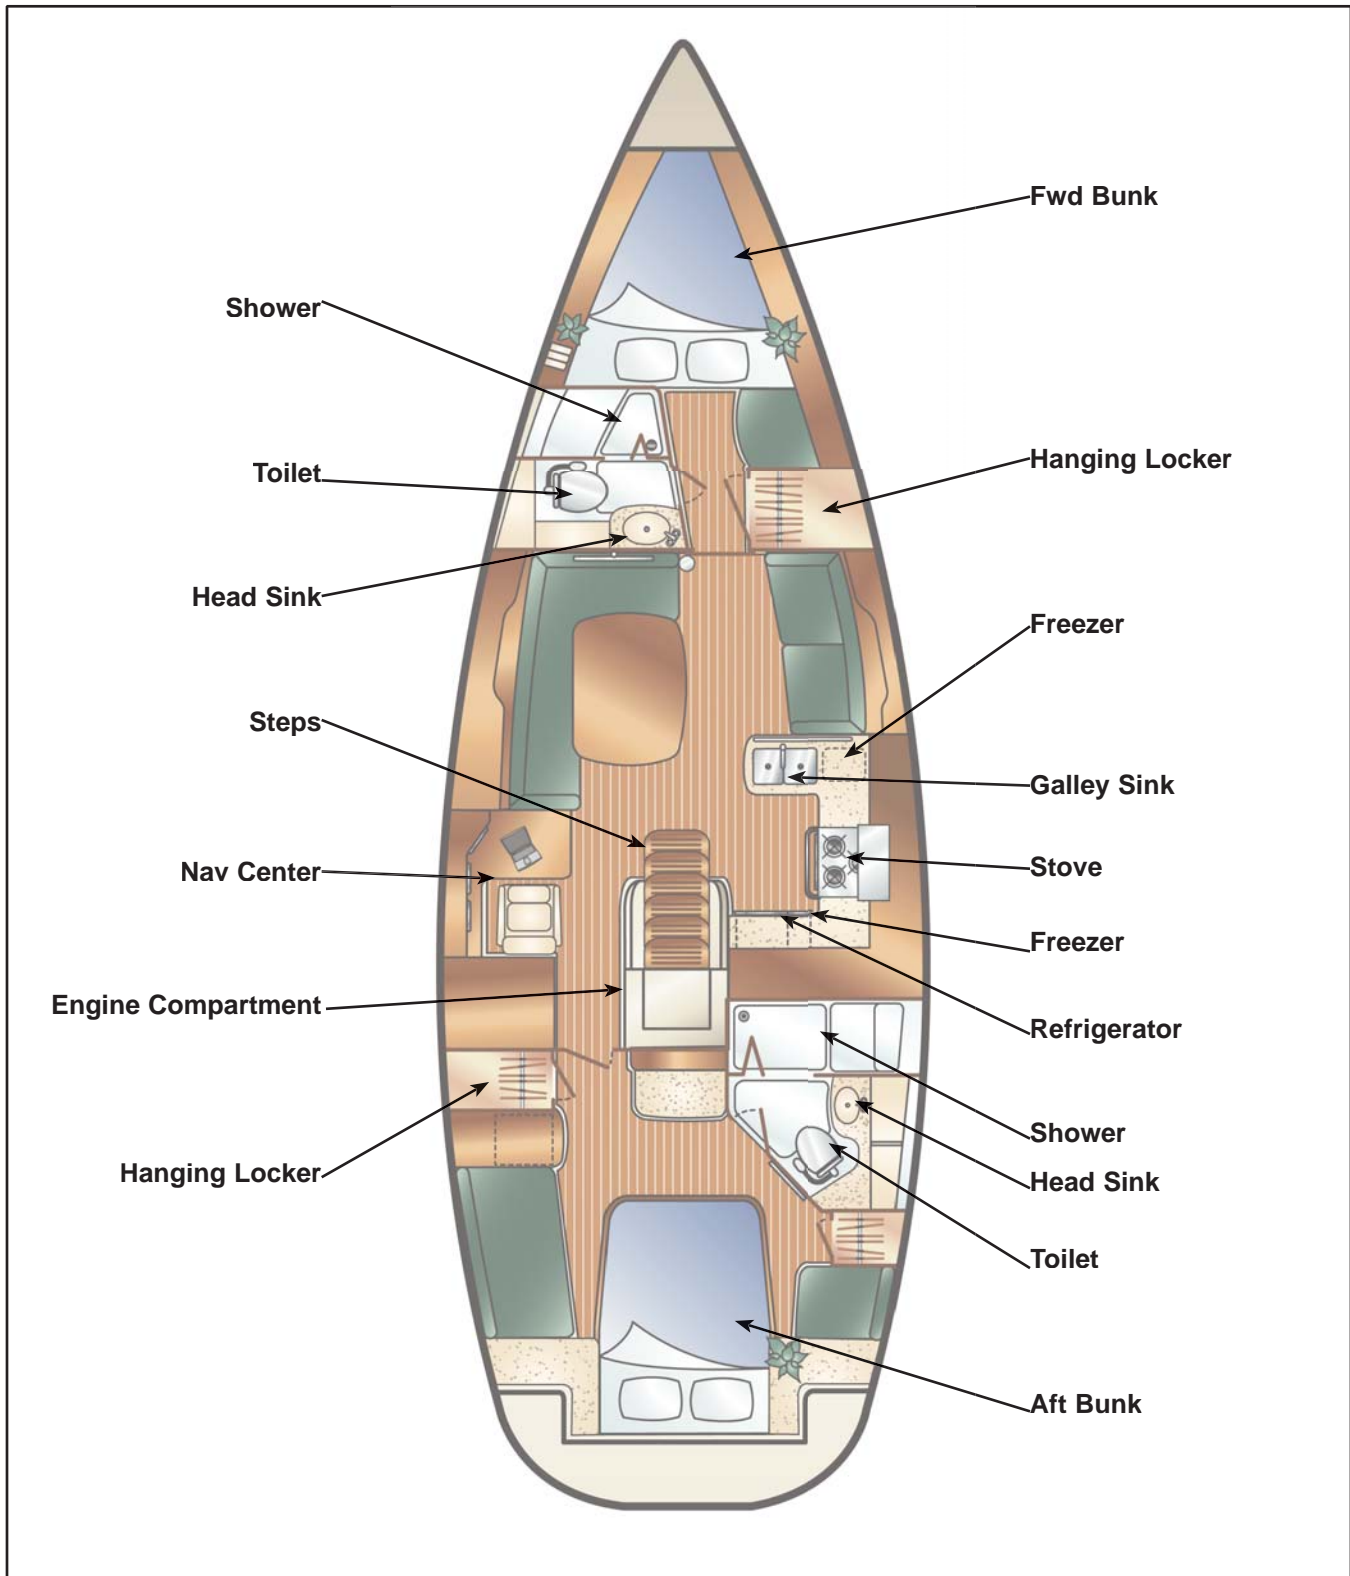 Fwd Bunk
Shower
Toilet
Hanging Locker
Head Sink
Freezer
Steps
Galley Sink
Nav Center
Stove
Freezer
Engine Compartment
Refrigerator
Shower
Hanging Locker
Head Sink
Toilet
Aft Bunk